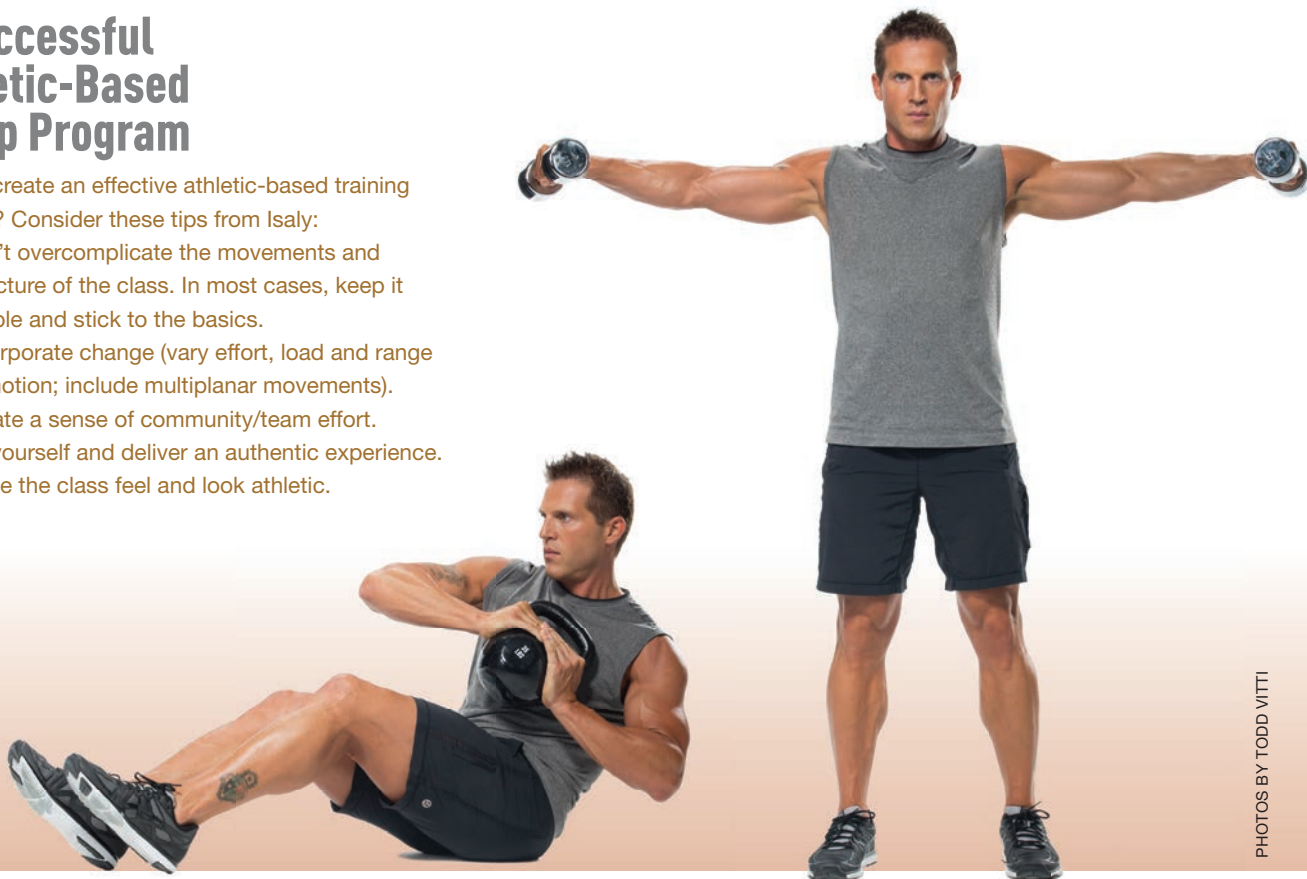 ccessful
etic-Based
p Program
create an effective athletic-based training
? Consider these tips from Isaly:
't overcomplicate the movements and
cture of the class. In most cases, keep it
ple and stick to the basics.
orporate change (vary effort, load and range
notion; include multiplanar movements).
ate a sense of community/team effort.
yourself and deliver an authentic experience.
e the class feel and look athletic.
PHOTOS BY TODD VITTI